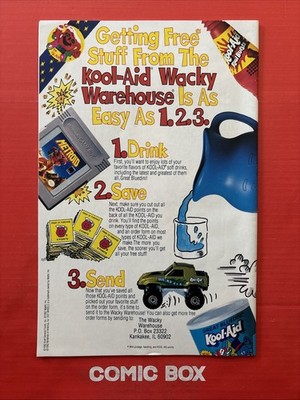 Getting Free
Stuff From The
Kool-Aid Wacky
Warehouse Is As
Easy As 1.2.3.
Kool-Aid
1. Drink
First, you'll want to enjoy lots of your
favorite flavors of KOOL-AID soft drinks,
including the latest and greatest of them
all, Great Bluedini!
METROID
2. Save
Next, make sure you cut out all
the KOOL-AID points on the
back of all the KOOL-AID you
drink. You'll find the points
on every type of KOOL-AID,
and an order form on most
types of KOOL-AID we
make. The more you
save, the sooner you'll get
all your free stuff!
3. Send
Now that you've saved all
those KOOL-AID points and
picked out your favorite stuff
on the order form, it's time to
send it to the Wacky Warehouse! You can also get more free
order forms by sending to:
The Wacky
Warehouse
P.O. Box 23322
Kankakee, IL 60902
Kool-Aid
COMIC BOX